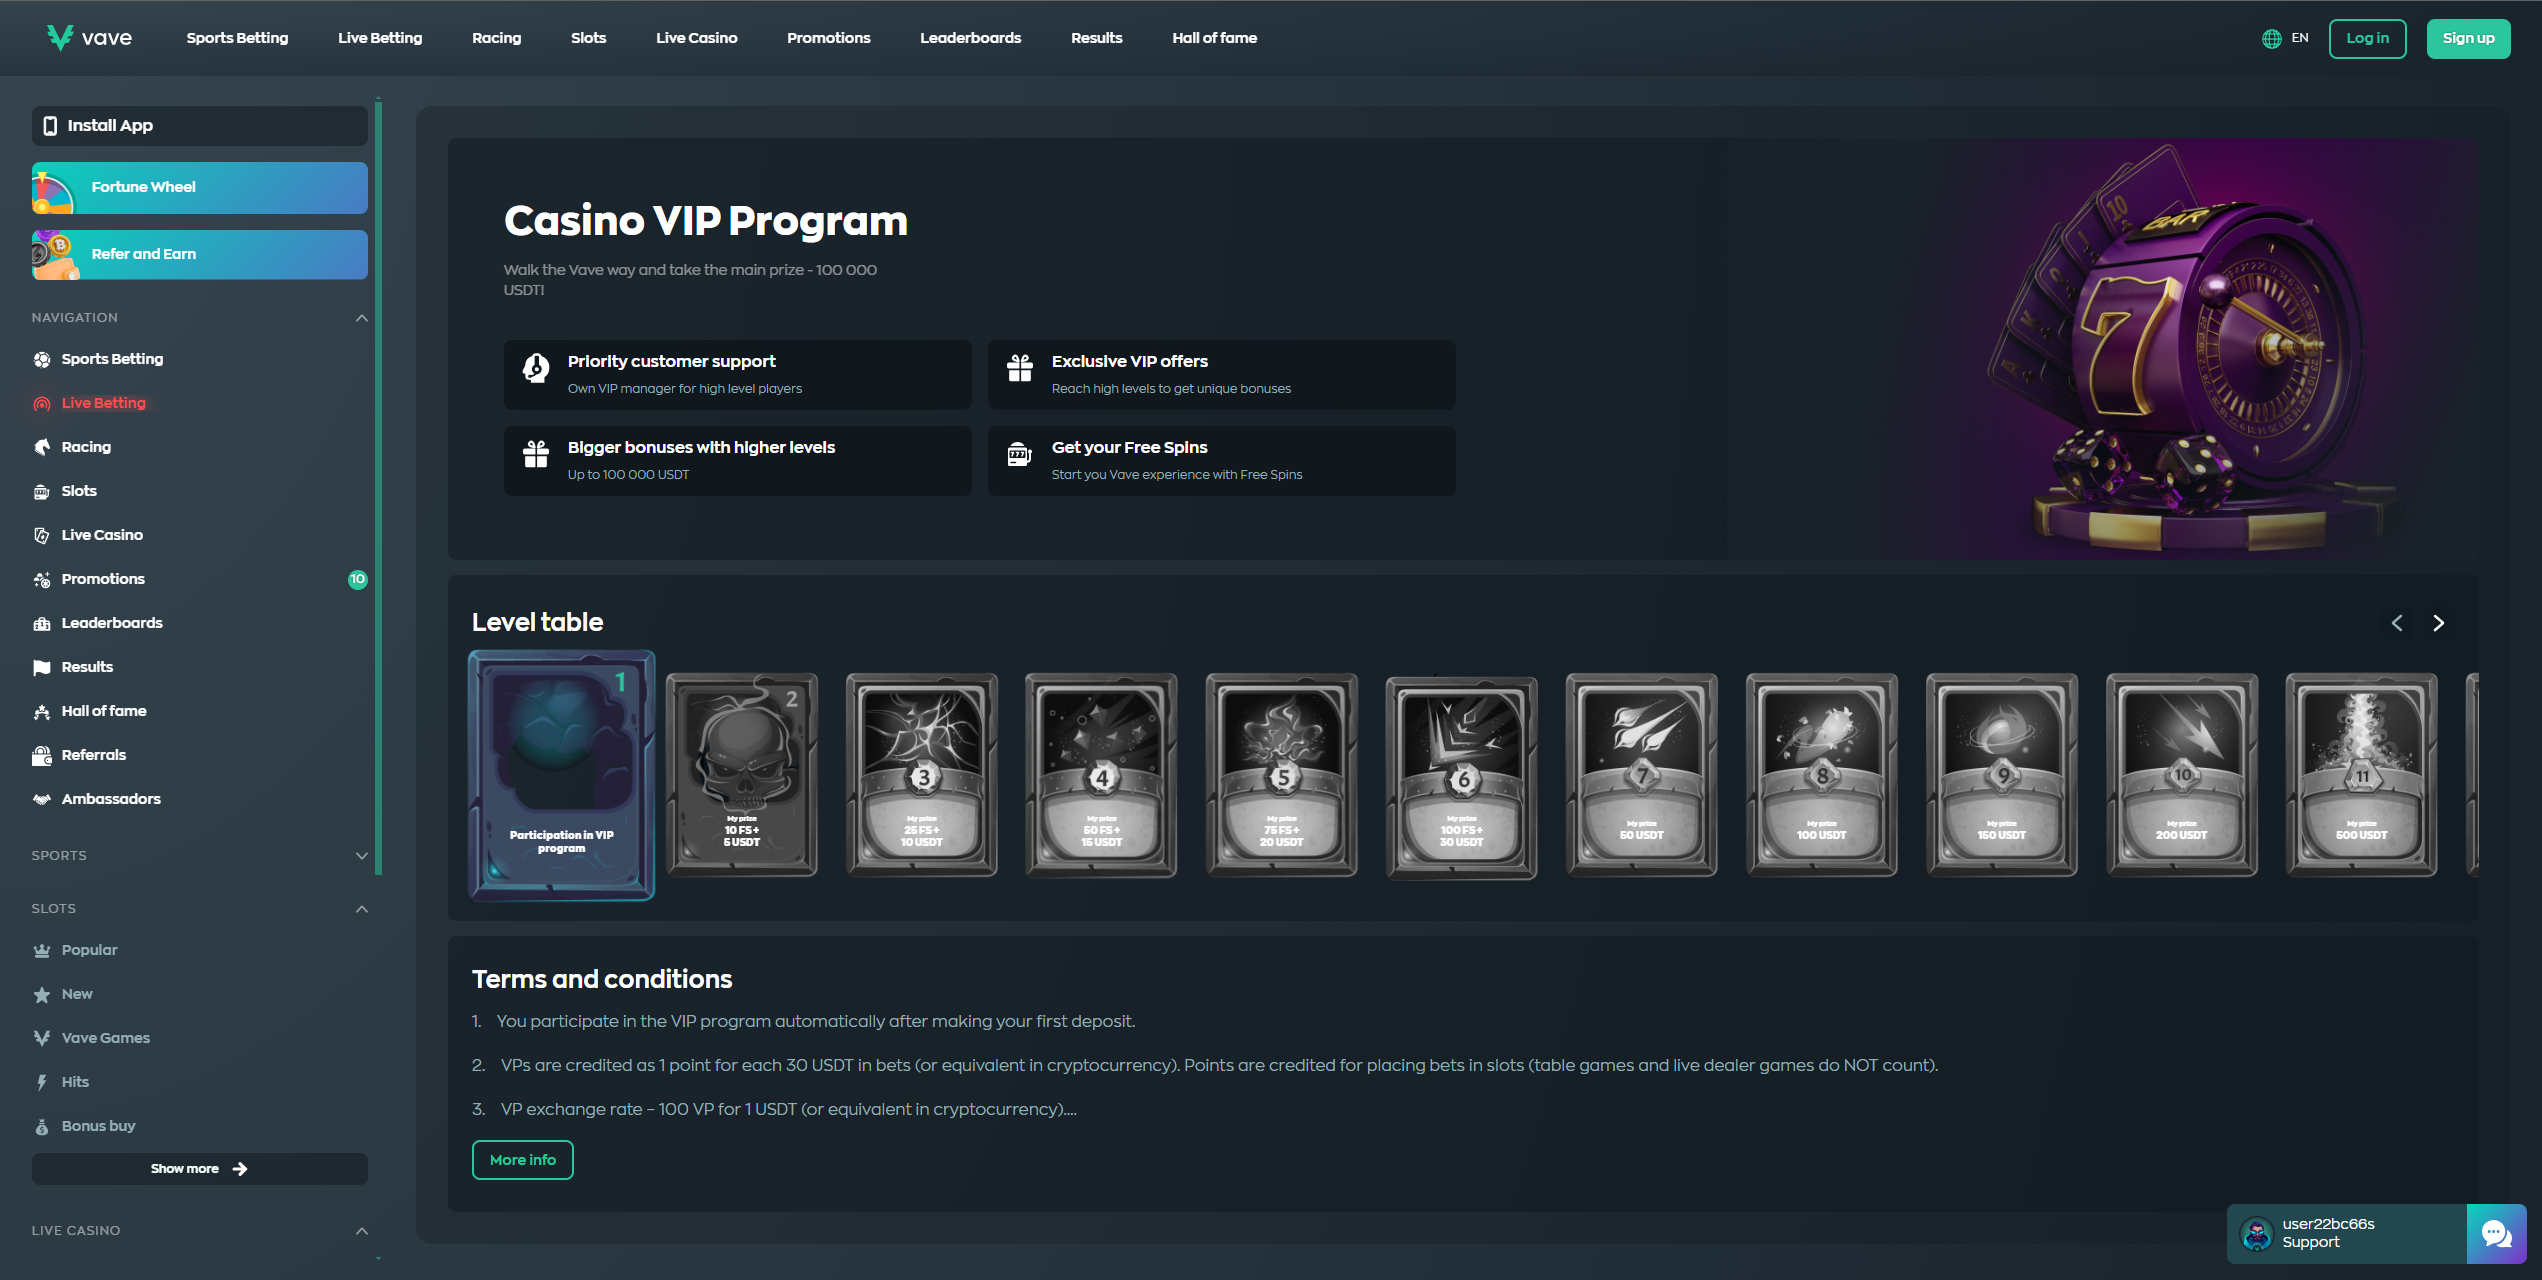 vave
Sports Betting
Live Betting
Racing
Slots
Live Casino
Promotions
Leaderboards
Results
Hall of fame
EN
Log in
Sign up
Install App
Fortune Wheel
Refer and Earn
NAVIGATION
Sports Betting
Live Betting
Racing
Slots
Live Casino
Promotions
10
Leaderboards
Results
Hall of fame
Referrals
Ambassadors
SPORTS
SLOTS
Popular
New
Vave Games
Hits
Bonus buy
Show more
LIVE CASINO
Casino VIP Program
Walk the Vave way and take the main prize - 100 000
USDT!
Priority customer support
Own VIP manager for high level players
Exclusive VIP offers
Reach high levels to get unique bonuses
Bigger bonuses with higher levels
Up to 100 000 USDT
Get your Free Spins
Start you Vave experience with Free Spins
BAR
7
10
J
Q
K
A
Level table
1
Participation in VIP
program
2
My prize
10 FS +
5 USDT
3
My prize
25 FS +
10 USDT
4
My prize
50 FS +
15 USDT
5
My prize
75 FS +
20 USDT
6
My prize
100 FS +
30 USDT
7
My prize
50 USDT
8
My prize
100 USDT
9
My prize
150 USDT
10
My prize
200 USDT
11
My prize
500 USDT
Terms and conditions
1. You participate in the VIP program automatically after making your first deposit.
2. VPs are credited as 1 point for each 30 USDT in bets (or equivalent in cryptocurrency). Points are credited for placing bets in slots (table games and live dealer games do NOT count).
3. VP exchange rate – 100 VP for 1 USDT (or equivalent in cryptocurrency)....
More info
user22bc66s
Support